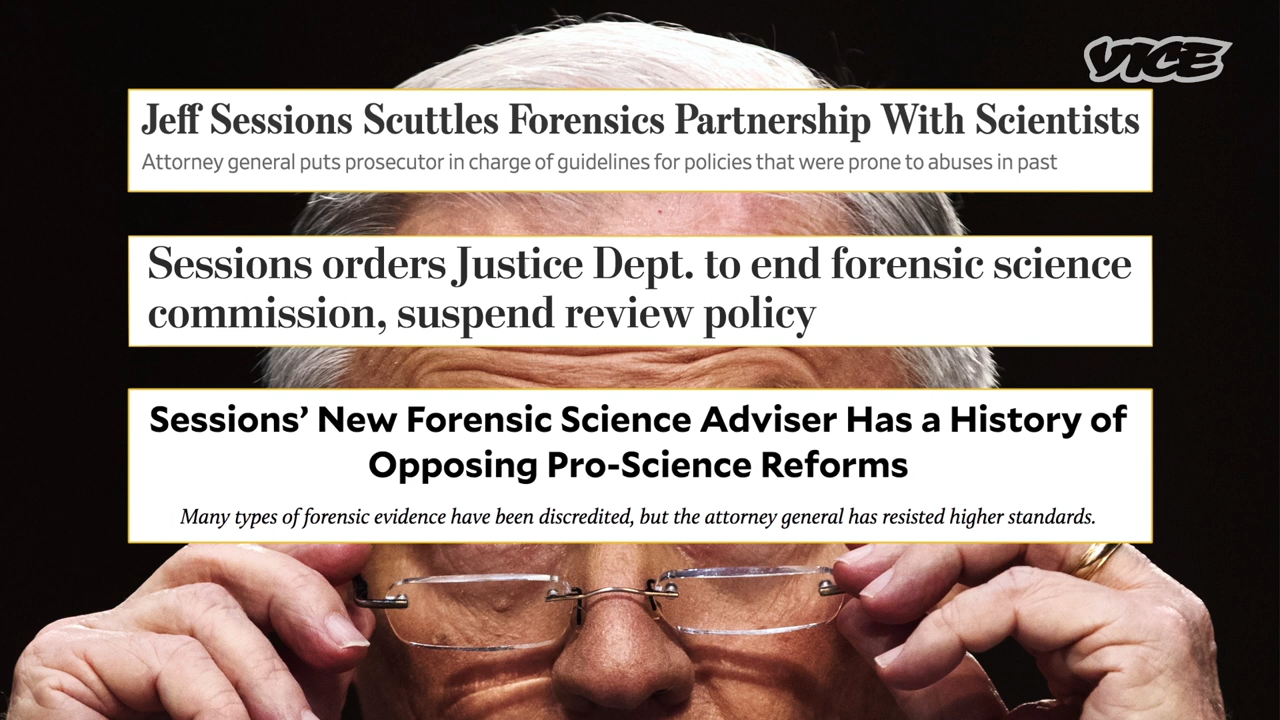 VICE
Jeff Sessions Scuttles Forensics Partnership With Scientists
Attorney general puts prosecutor in charge of guidelines for policies that were prone to abuses in past
Sessions orders Justice Dept. to end forensic science
commission, suspend review policy
Sessions’ New Forensic Science Adviser Has a History of
Opposing Pro-Science Reforms
Many types of forensic evidence have been discredited, but the attorney general has resisted higher standards.